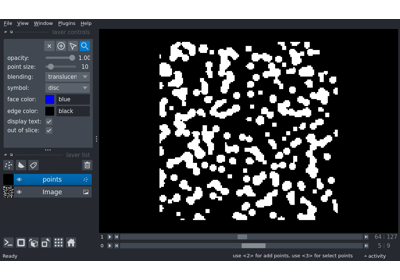 File View Window Plugins Help
layer controls
opacity: 1.00
point size: 10
blending: translucen
symbol: disc
face color: blue
edge color: black
display text:
out of slice:
layer list
points
Image
1 64 127
0 5 9
Ready use <2> for add points, use <3> for select points activity